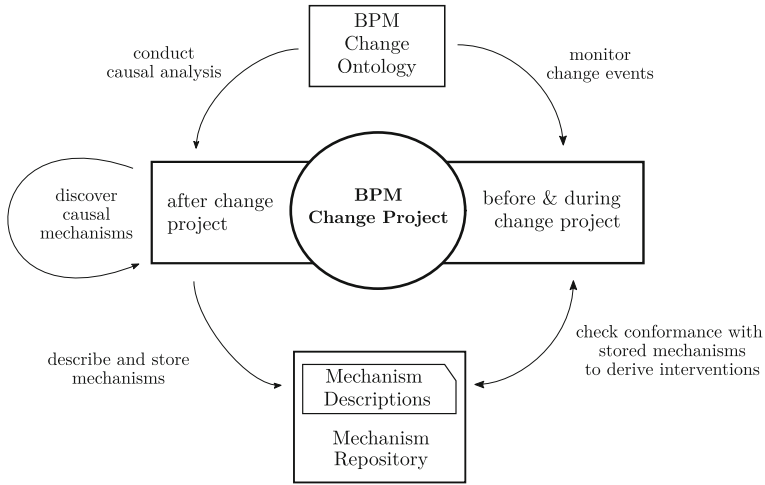 BPM
Change
Ontology
conduct
causal analysis
monitor
change events
discover
causal
mechanisms
after change
project
BPM
Change Project
before & during
change project
describe and store
mechanisms
check conformance with
stored mechanisms
to derive interventions
Mechanism
Descriptions
Mechanism
Repository